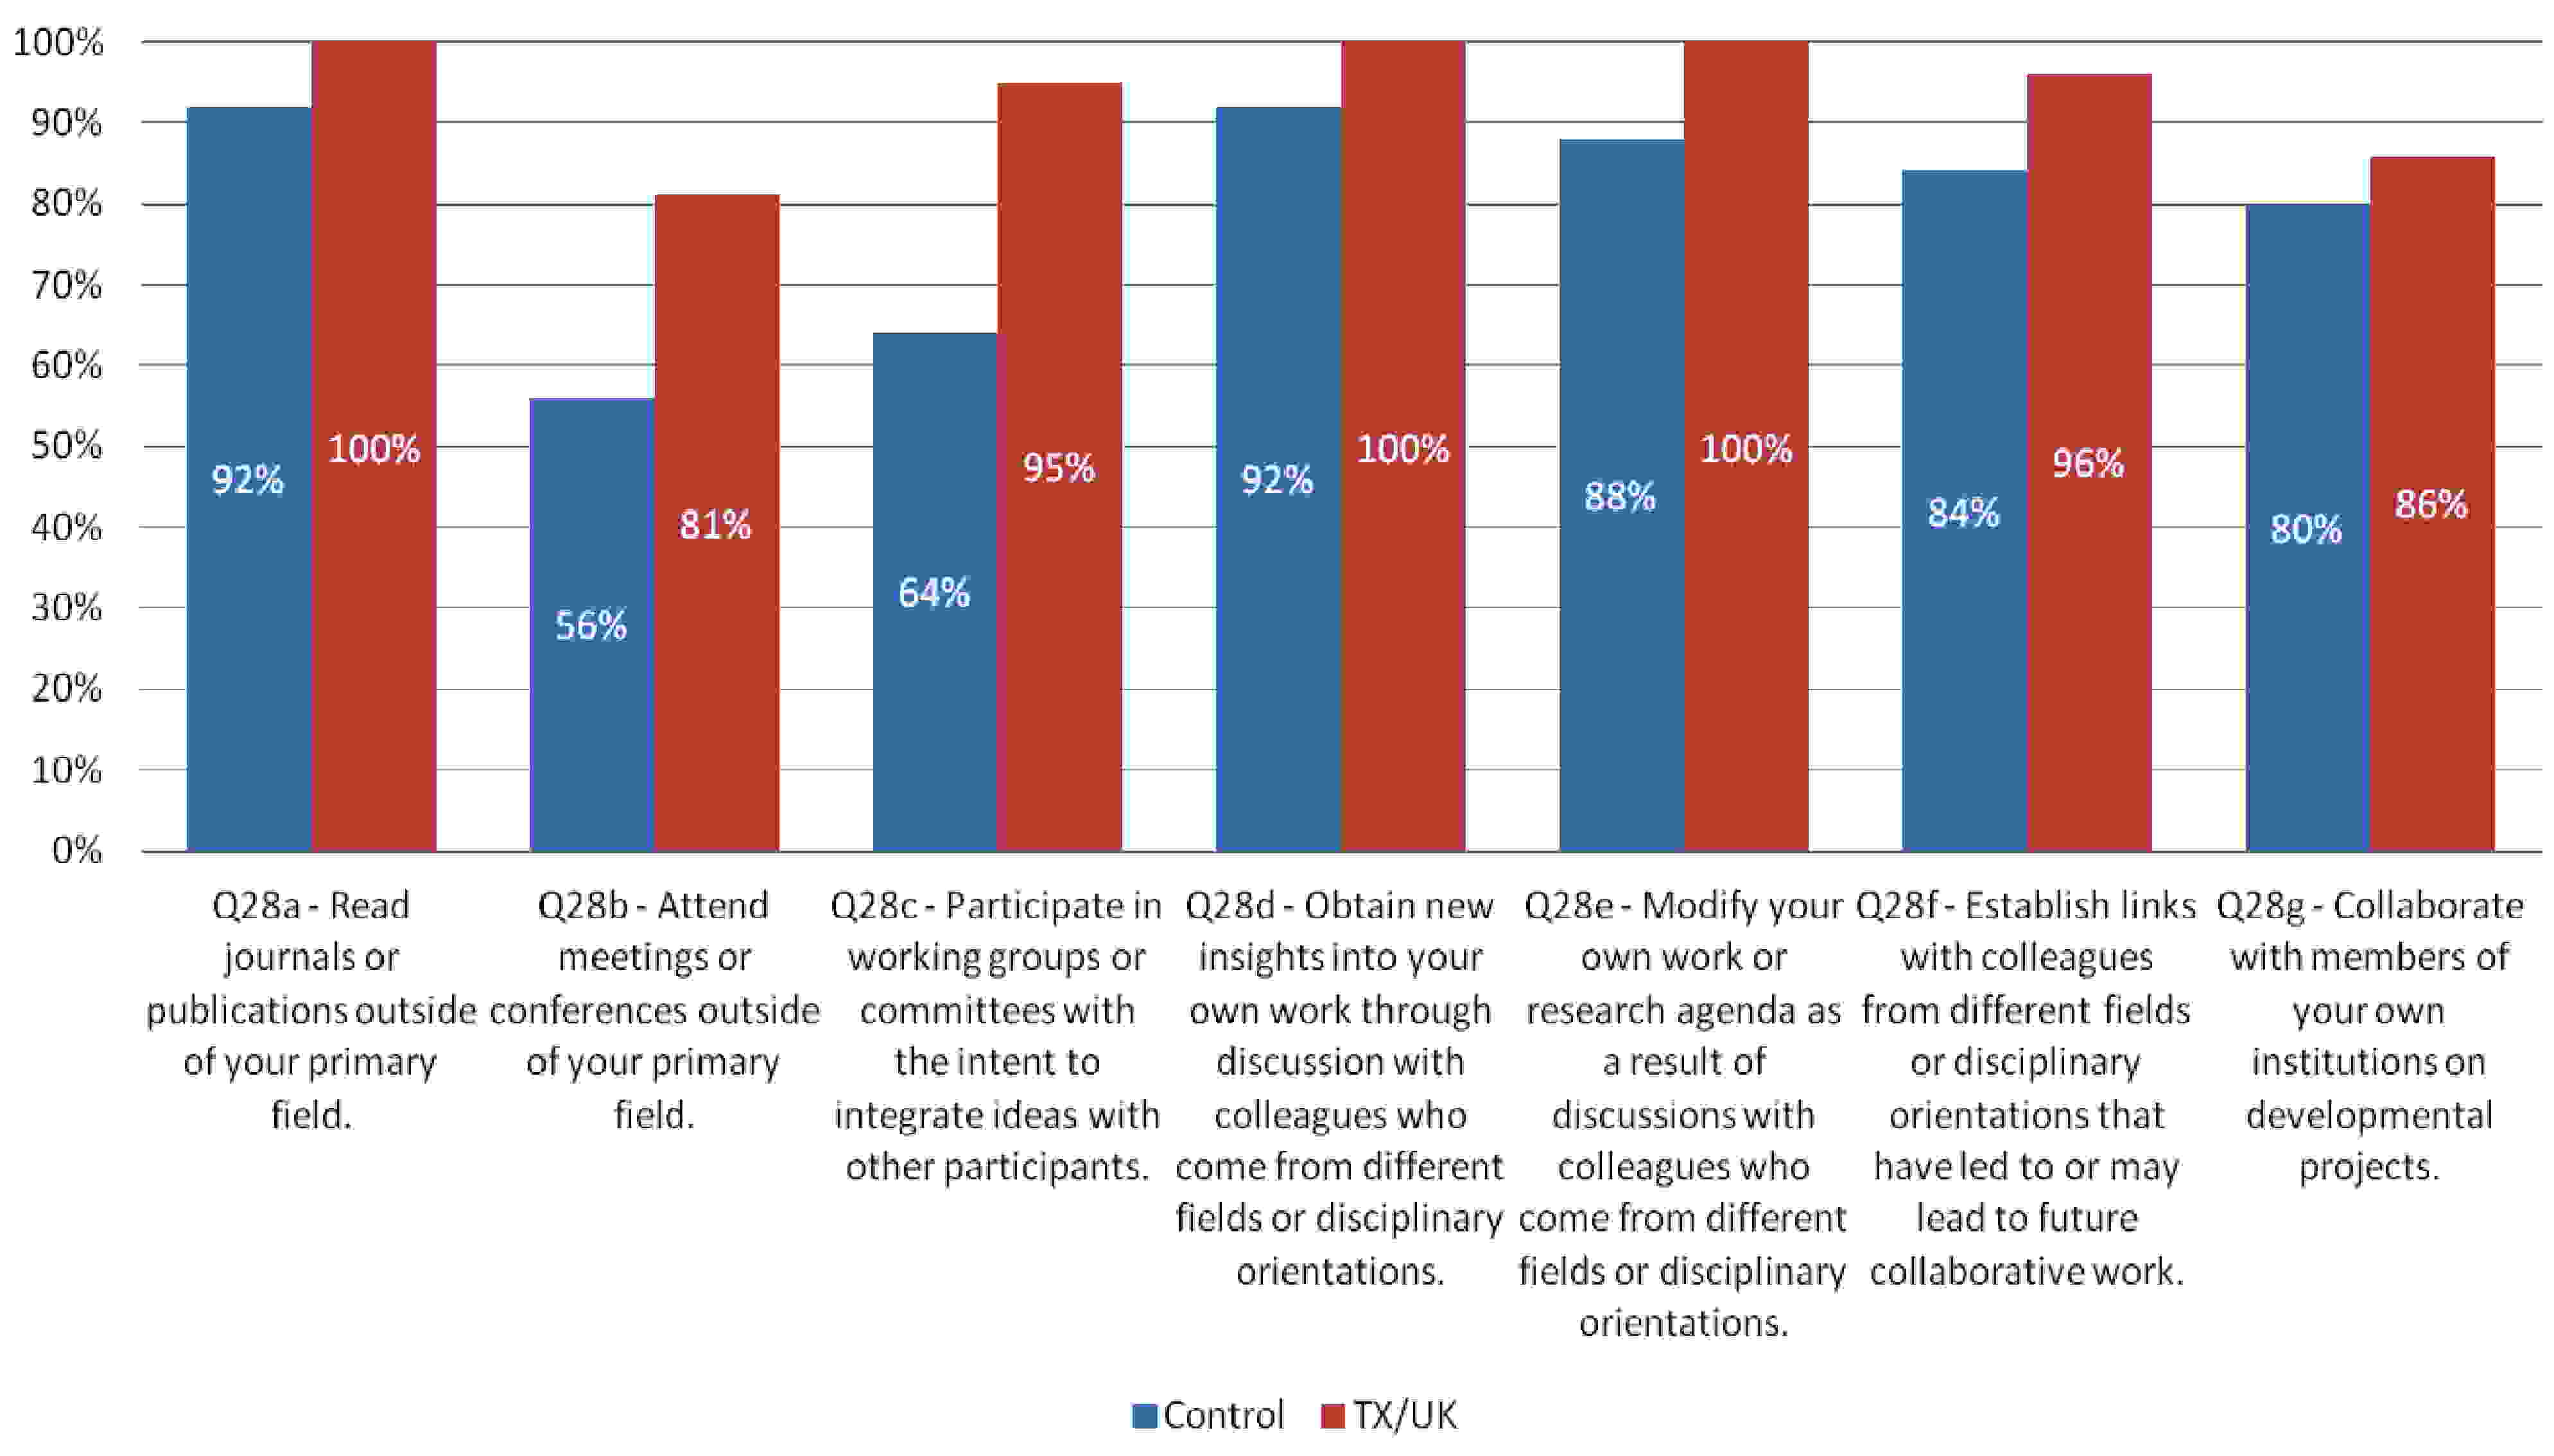 100%
90%
80%
70%
60%
50%
40%
30%
20%
10%
0%
92%
100%
56%
81%
64%
95%
92%
100%
88%
100%
84%
96%
80%
86%
Q28a - Read
journals or
publications outside
of your primary
field.
Q28b - Attend
meetings or
conferences outside
of your primary
field.
Q28c - Participate in
working groups or
committees with
the intent to
integrate ideas with
other participants.
Q28d - Obtain new
insights into your
own work through
discussion with
colleagues who
come from different
fields or disciplinary
orientations.
Q28e - Modify your
own work or
research agenda as
a result of
discussions with
colleagues who
come from different
fields or disciplinary
orientations.
Q28f - Establish links
with colleagues
from different fields
or disciplinary
orientations that
have led to or may
lead to future
collaborative work.
Q28g - Collaborate
with members of
your own
institutions on
developmental
projects.
Control
TX/UK